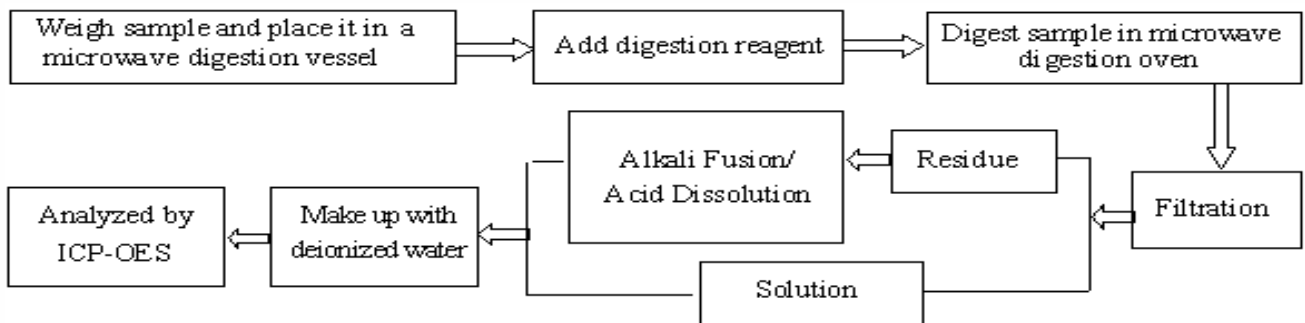 Weigh sample and place it in a
microwave digestion vessel
Add digestion reagent
Digest sample in microwave
digestion oven
Filtration
Residue
Alkali Fusion/
Acid Dissolution
Solution
Make up with
deionized water
Analyzed by
ICP-OES